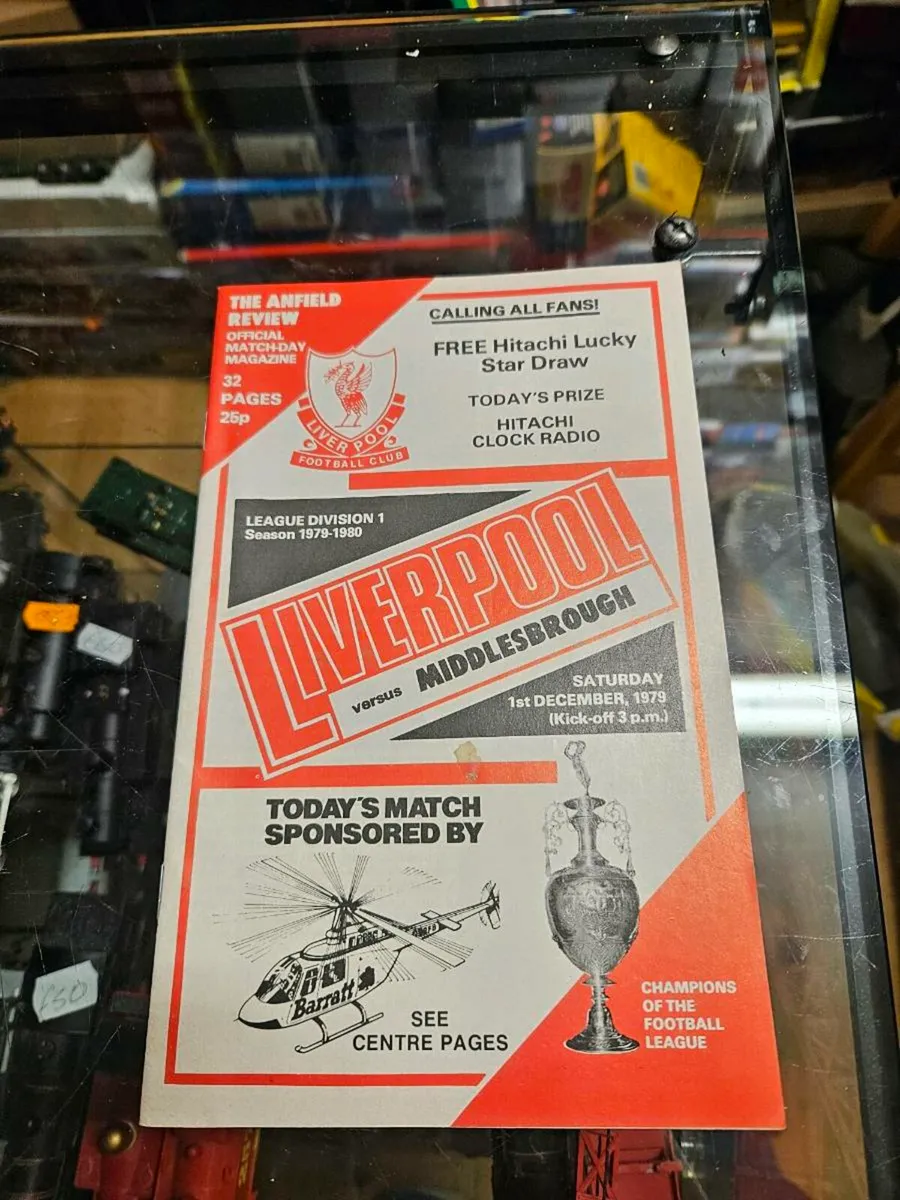 THE ANFIELD
REVIEW
OFFICIAL
MATCH-DAY
MAGAZINE
32
PAGES
25p
LIVERPOOL
FOOTBALL CLUB
CALLING ALL FANS!
FREE Hitachi Lucky
Star Draw
TODAY'S PRIZE
HITACHI
CLOCK RADIO
LEAGUE DIVISION 1
Season 1979-1980
LIVERPOOL
versus MIDDLESBROUGH
SATURDAY
1st DECEMBER, 1979
(Kick-off 3 p.m.)
TODAY'S MATCH
SPONSORED BY
Barratt
SEE
CENTRE PAGES
CHAMPIONS
OF THE
FOOTBALL
LEAGUE
£50